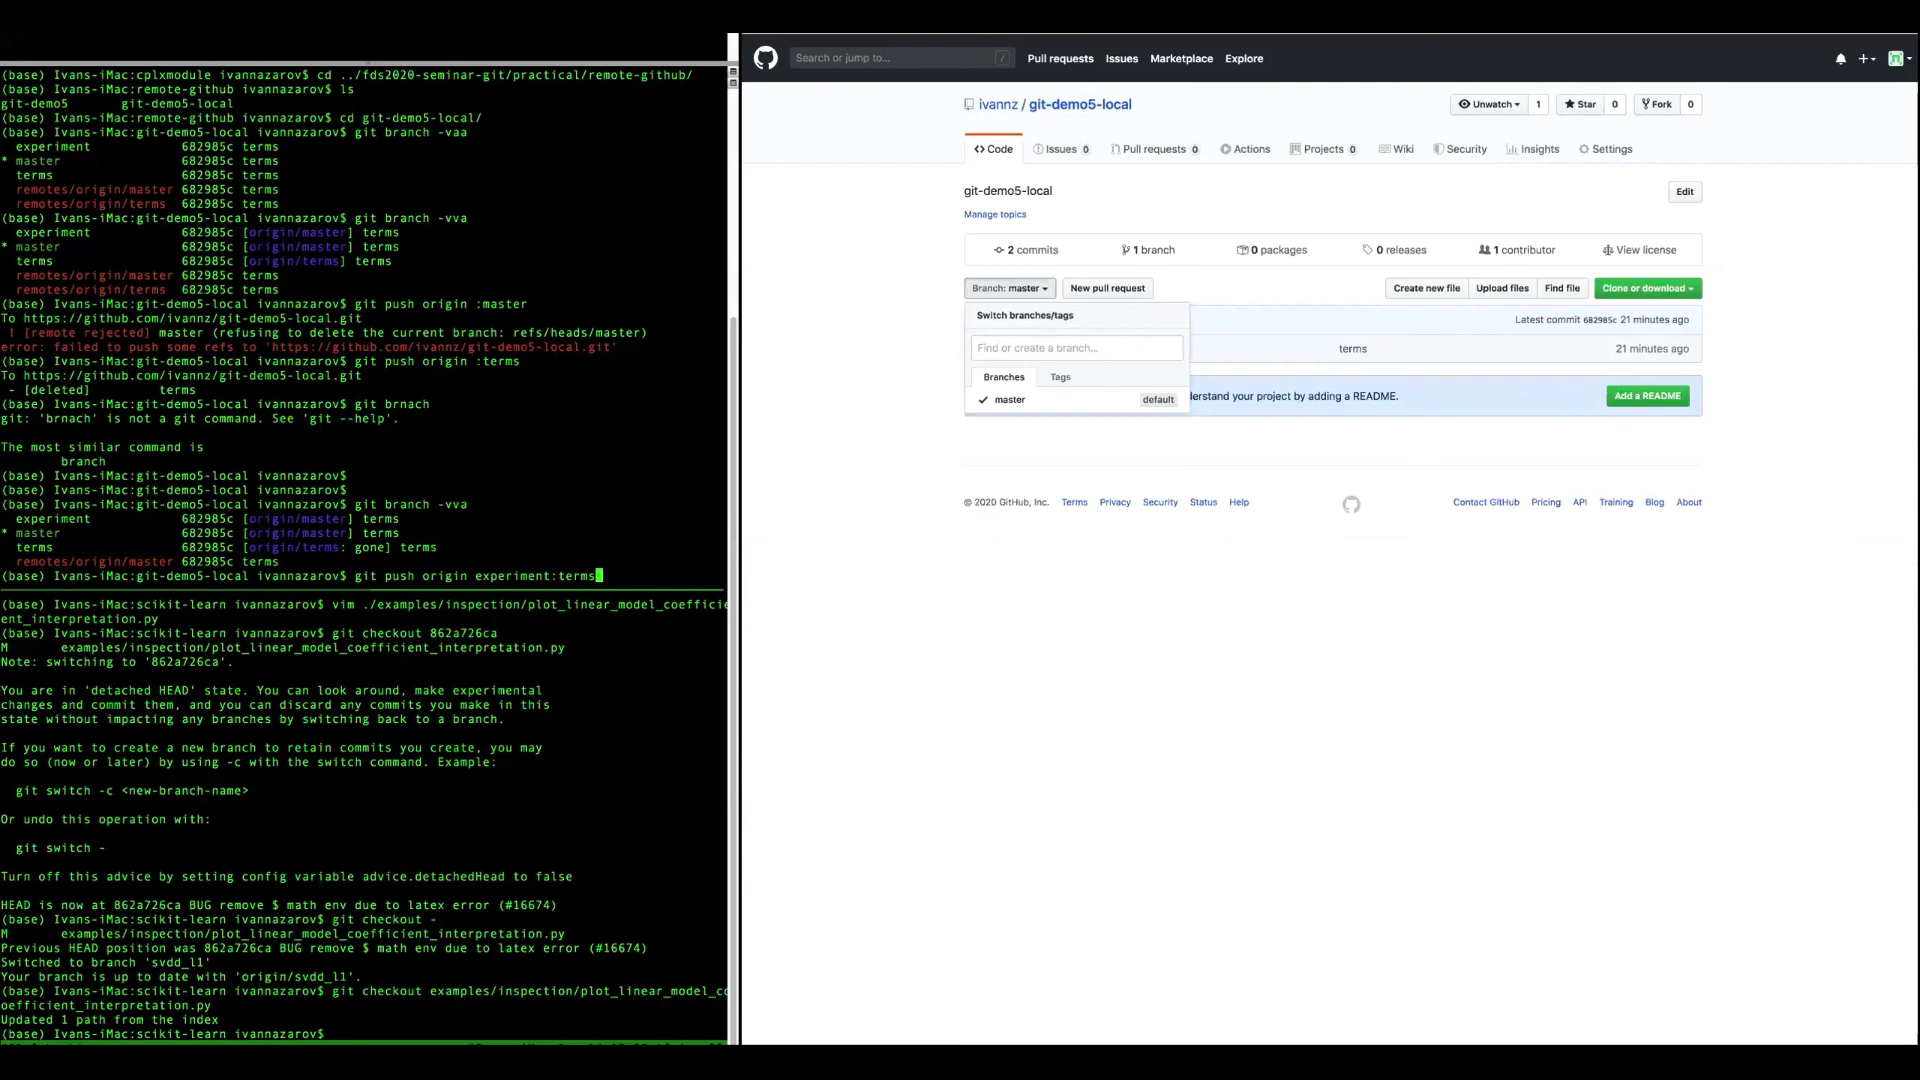 (base) Ivans-iMac:cplxmodule ivannazarov$ cd ../fds2020-seminar-git/practical/remote-github/
(base) Ivans-iMac:remote-github ivannazarov$ ls
git-demo5       git-demo5-local
(base) Ivans-iMac:remote-github ivannazarov$ cd git-demo5-local/
(base) Ivans-iMac:git-demo5-local ivannazarov$ git branch -vaa
  experiment            682985c terms
* master                682985c terms
  terms                 682985c terms
  remotes/origin/master 682985c terms
  remotes/origin/terms  682985c terms
(base) Ivans-iMac:git-demo5-local ivannazarov$ git branch -vva
  experiment            682985c [origin/master] terms
* master                682985c [origin/master] terms
  terms                 682985c [origin/terms] terms
  remotes/origin/master 682985c terms
  remotes/origin/terms  682985c terms
(base) Ivans-iMac:git-demo5-local ivannazarov$ git push origin :master
To https://github.com/ivannz/git-demo5-local.git
 ! [remote rejected] master (refusing to delete the current branch: refs/heads/master)
error: failed to push some refs to 'https://github.com/ivannz/git-demo5-local.git'
(base) Ivans-iMac:git-demo5-local ivannazarov$ git push origin :terms
To https://github.com/ivannz/git-demo5-local.git
 - [deleted]         terms
(base) Ivans-iMac:git-demo5-local ivannazarov$ git brnach
git: 'brnach' is not a git command. See 'git --help'.
The most similar command is
        branch
(base) Ivans-iMac:git-demo5-local ivannazarov$
(base) Ivans-iMac:git-demo5-local ivannazarov$
(base) Ivans-iMac:git-demo5-local ivannazarov$ git branch -vva
  experiment            682985c [origin/master] terms
* master                682985c [origin/master] terms
  terms                 682985c [origin/terms: gone] terms
  remotes/origin/master 682985c terms
(base) Ivans-iMac:git-demo5-local ivannazarov$ git push origin experiment:terms
(base) Ivans-iMac:scikit-learn ivannazarov$ vim ./examples/inspection/plot_linear_model_coefficie
ent_interpretation.py
(base) Ivans-iMac:scikit-learn ivannazarov$ git checkout 862a726ca
M       examples/inspection/plot_linear_model_coefficient_interpretation.py
Note: switching to '862a726ca'.
You are in 'detached HEAD' state. You can look around, make experimental
changes and commit them, and you can discard any commits you make in this
state without impacting any branches by switching back to a branch.
If you want to create a new branch to retain commits you create, you may
do so (now or later) by using -c with the switch command. Example:
  git switch -c <new-branch-name>
Or undo this operation with:
  git switch -
Turn off this advice by setting config variable advice.detachedHead to false
HEAD is now at 862a726ca BUG remove $ math env due to latex error (#16674)
(base) Ivans-iMac:scikit-learn ivannazarov$ git checkout -
M       examples/inspection/plot_linear_model_coefficient_interpretation.py
Previous HEAD position was 862a726ca BUG remove $ math env due to latex error (#16674)
Switched to branch 'svdd_l1'
Your branch is up to date with 'origin/svdd_l1'.
(base) Ivans-iMac:scikit-learn ivannazarov$ git checkout examples/inspection/plot_linear_model_co
oefficient_interpretation.py
Updated 1 path from the index
(base) Ivans-iMac:scikit-learn ivannazarov$
Search or jump to... / Pull requests Issues Marketplace Explore
ivannz / git-demo5-local Unwatch 1 Star 0 Fork 0
Code Issues 0 Pull requests 0 Actions Projects 0 Wiki Security Insights Settings
git-demo5-local Edit
Manage topics
2 commits 1 branch 0 packages 0 releases 1 contributor View license
Branch: master New pull request Create new file Upload files Find file Clone or download
Switch branches/tags Latest commit 682985c 21 minutes ago
Find or create a branch... terms 21 minutes ago
Branches Tags
master default
lerstand your project by adding a README. Add a README
© 2020 GitHub, Inc. Terms Privacy Security Status Help Contact GitHub Pricing API Training Blog About